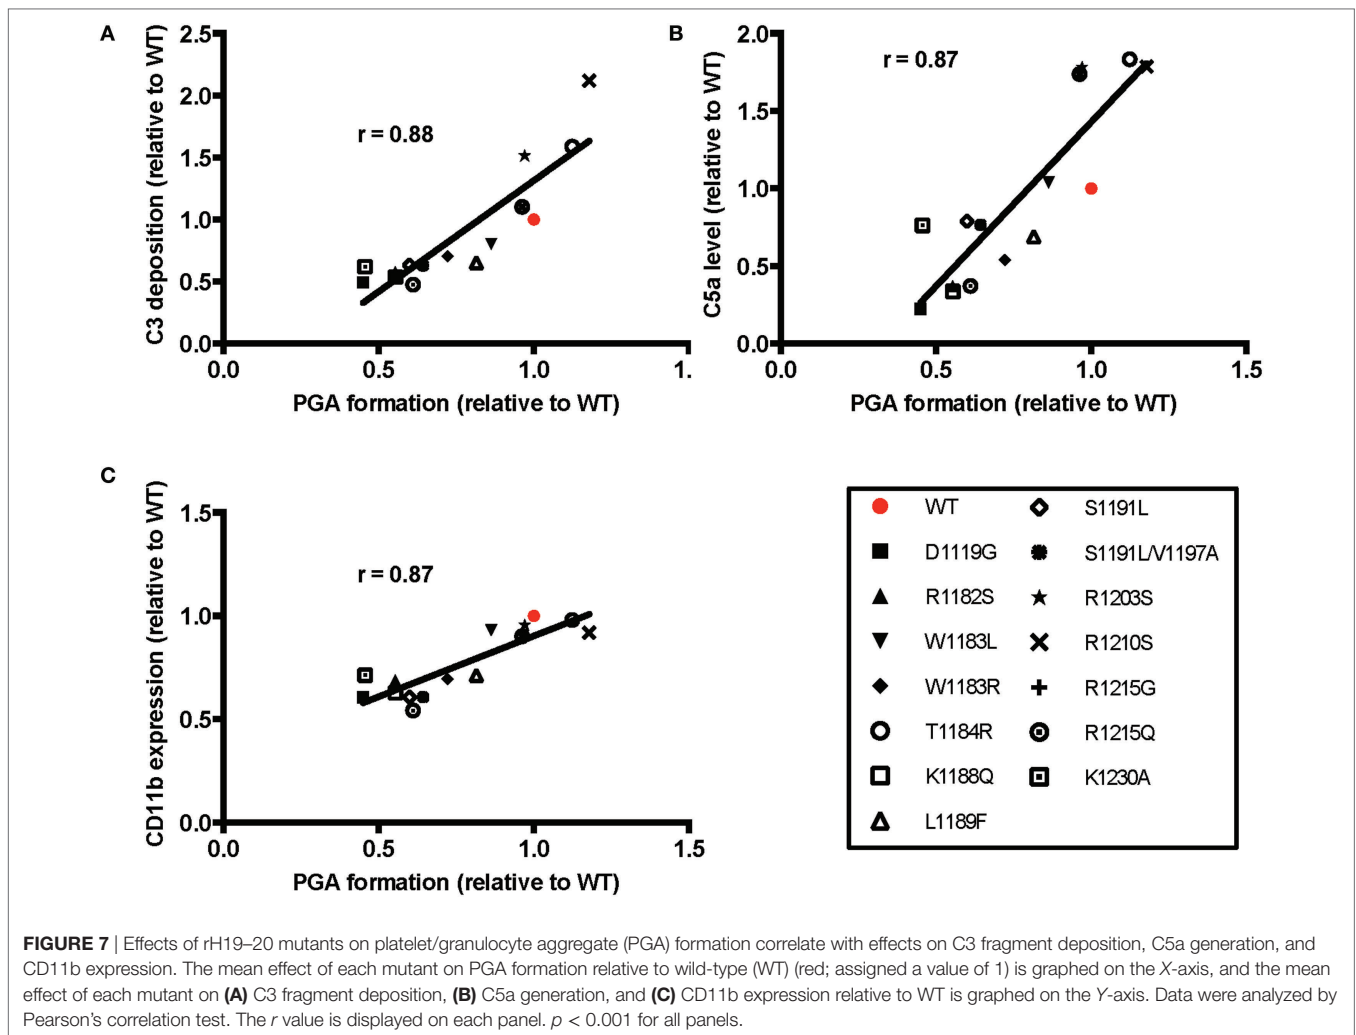 A
C3 deposition (relative to WT)
2.5
2.0
1.5
1.0
0.5
0.0
r = 0.88
0.0 0.5 1.0 1.
PGA formation (relative to WT)
B
C5a level (relative to WT)
2.0
1.5
1.0
0.5
0.0
r = 0.87
0.0 0.5 1.0 1.5
PGA formation (relative to WT)
C
CD11b expression (relative to WT)
1.5
1.0
0.5
0.0
r = 0.87
0.0 0.5 1.0 1.5
PGA formation (relative to WT)
WT
D1119G
R1182S
W1183L
W1183R
T1184R
K1188Q
L1189F
S1191L
S1191L/V1197A
R1203S
R1210S
R1215G
R1215Q
K1230A
FIGURE 7 | Effects of rH19–20 mutants on platelet/granulocyte aggregate (PGA) formation correlate with effects on C3 fragment deposition, C5a generation, and
CD11b expression. The mean effect of each mutant on PGA formation relative to wild-type (WT) (red; assigned a value of 1) is graphed on the X-axis, and the mean
effect of each mutant on (A) C3 fragment deposition, (B) C5a generation, and (C) CD11b expression relative to WT is graphed on the Y-axis. Data were analyzed by
Pearson’s correlation test. The r value is displayed on each panel. p < 0.001 for all panels.